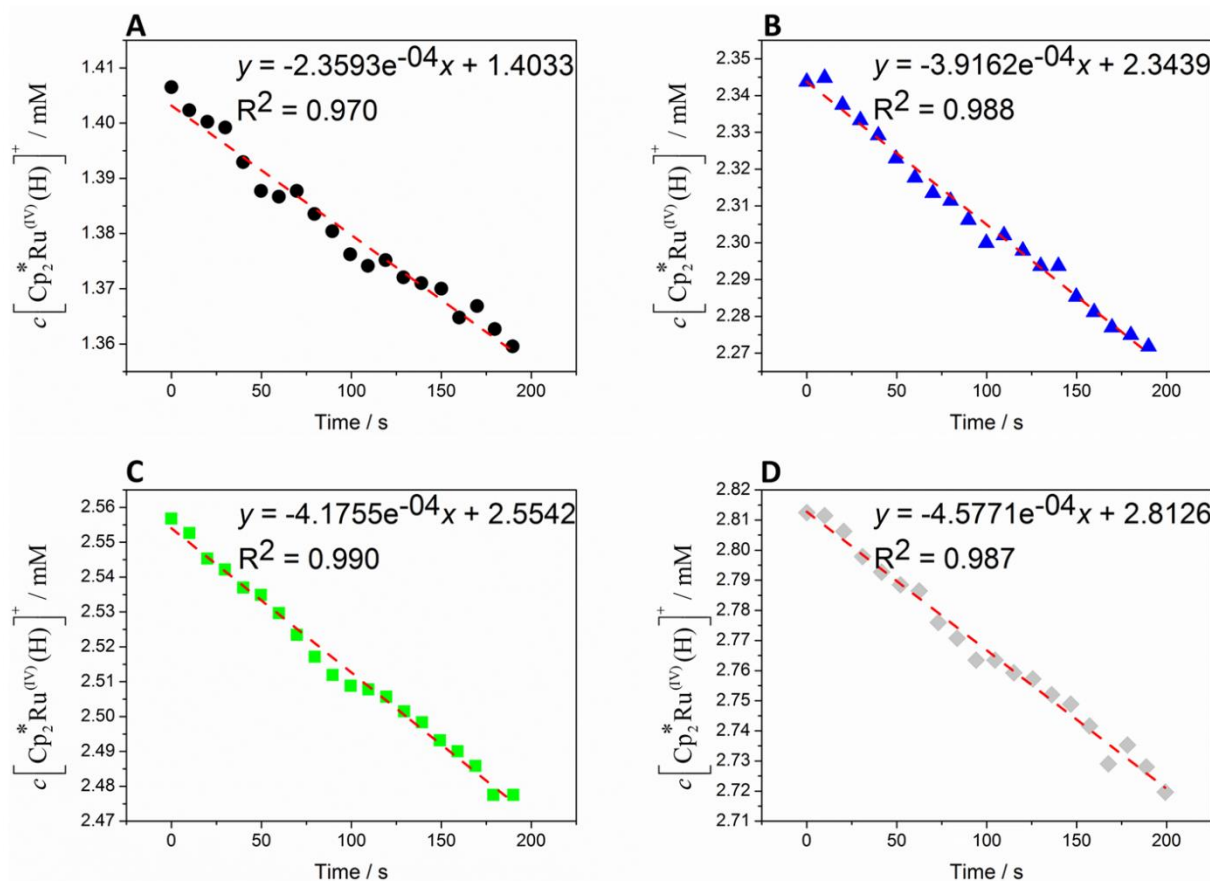 A
y = -2.3593e-04x + 1.4033
R2 = 0.970
1.41
1.40
1.39
1.38
1.37
1.36
c [Cp2*Ru(IV)(H)]+ / mM
0 50 100 150 200
Time / s
B
y = -3.9162e-04x + 2.3439
R2 = 0.988
2.35
2.34
2.33
2.32
2.31
2.30
2.29
2.28
2.27
c [Cp2*Ru(IV)(H)]+ / mM
0 50 100 150 200
Time / s
C
y = -4.1755e-04x + 2.5542
R2 = 0.990
2.56
2.55
2.54
2.53
2.52
2.51
2.50
2.49
2.48
2.47
c [Cp2*Ru(IV)(H)]+ / mM
0 50 100 150 200
Time / s
D
y = -4.5771e-04x + 2.8126
R2 = 0.987
2.82
2.81
2.80
2.79
2.78
2.77
2.76
2.75
2.74
2.73
2.72
2.71
c [Cp2*Ru(IV)(H)]+ / mM
0 50 100 150 200
Time / s